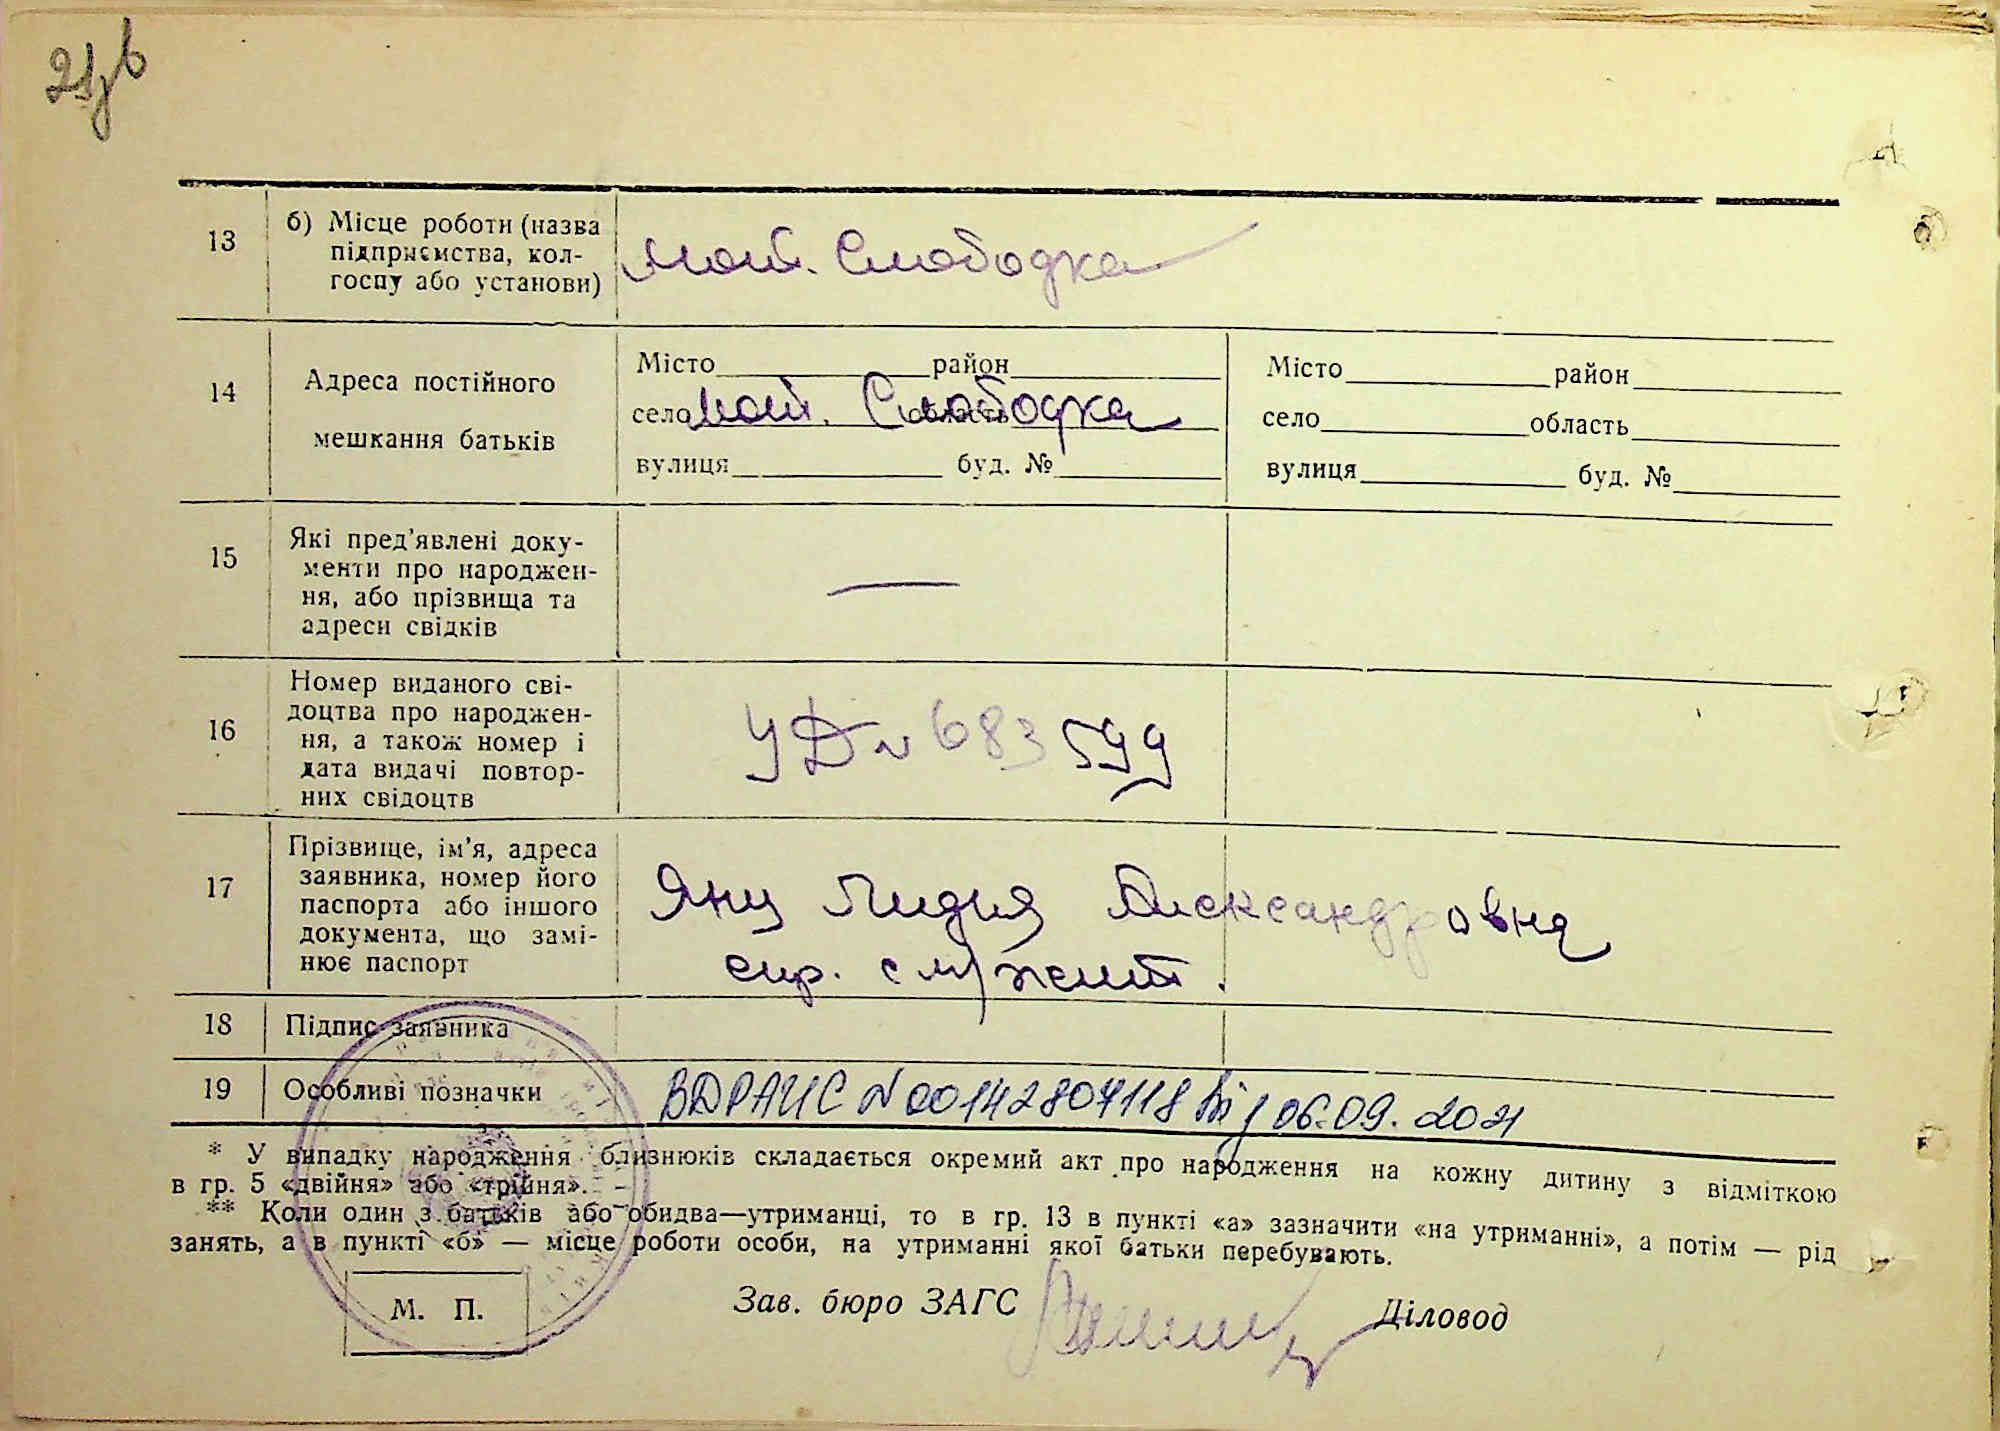 13 б) Місце роботи (назва
підприємства, кол-
госпу або установи)
Слободка
14 Адреса постійного
мешкання батьків
Місто район
село область
Слободка
вулиця буд. №
Місто район
село область
вулиця буд. №
15 Які пред'явлені доку-
менти про народжен-
ня, або прізвища та
адреси свідків
—
16 Номер виданого сві-
доцтва про народжен-
ня, а також номер і
дата видачі повтор-
них свідоцтв
УД № 683599
17 Прізвище, ім'я, адреса
заявника, номер його
паспорта або іншого
документа, що замі-
нює паспорт
Яни Лидия Александровна
18 Підпис заявника
19 Особливі позначки
N 00142807118 Від 06.09.2021
* У випадку народження близнюків складається окремий акт про народження на кожну дитину з відміткою
в гр. 5 «двійня» або «трійня».
** Коли один з батьків або обидва—утриманці, то в гр. 13 в пункті «а» зазначити «на утриманні», а потім — рід
занять, а в пункті «б» — місце роботи особи, на утриманні якої батьки перебувають.
М. П.
Зав. бюро ЗАГС Діловод